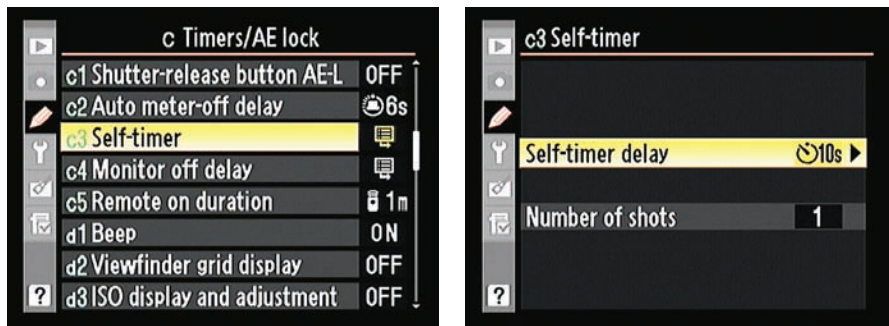 c Timers/AE lock
c1 Shutter-release button AE-L OFF
c2 Auto meter-off delay 6s
c3 Self-timer
c4 Monitor off delay
c5 Remote on duration 1m
d1 Beep ON
d2 Viewfinder grid display OFF
d3 ISO display and adjustment OFF
?
c3 Self-timer
Self-timer delay 10s
Number of shots 1
?